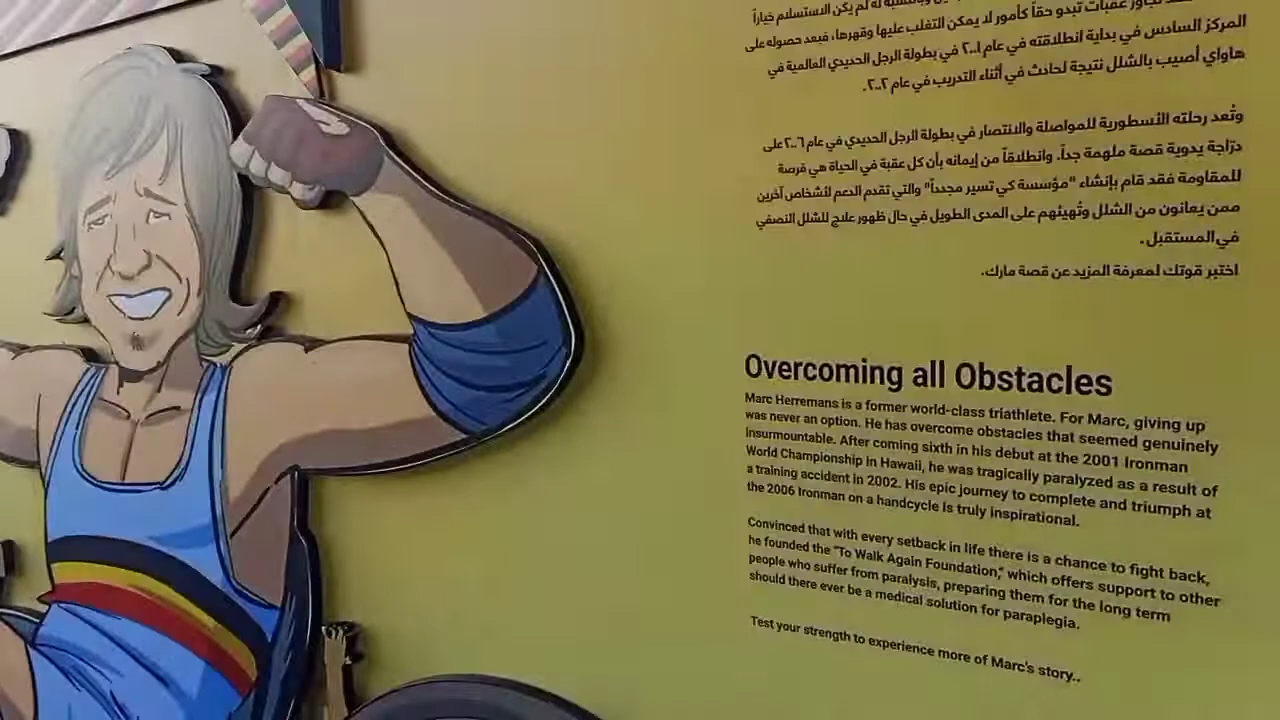 تجاوز عقبات تبدو حقاً كأمور لا يمكن التغلب عليها وقهرها، فبعد حصوله على
المركز السادس في بداية انطلاقته في عام ٢٠٠١ في بطولة الرجل الحديدي العالمية في
هاواي أصيب بالشلل نتيجة لحادث في أثناء التدريب في عام ٢٠٠٢.
وتُعد رحلته الأسطورية للمواصلة والانتصار في بطولة الرجل الحديدي في عام ٢٠٠٦ على
درّاجة يدوية قصة ملهمة جداً. وانطلاقاً من إيمانه بأن كل عقبة في الحياة هي فرصة
للمقاومة فقد قام بإنشاء "مؤسسة كي تسير مجدداً" والتي تقدم الدعم لأشخاص آخرين
ممن يعانون من الشلل وتُهيئهم على المدى الطويل في حال ظهور علاج للشلل النصفي
في المستقبل.
اختبر قوتك لمعرفة المزيد عن قصة مارك.
Overcoming all Obstacles
Marc Herremans is a former world-class triathlete. For Marc, giving up
was never an option. He has overcome obstacles that seemed genuinely
insurmountable. After coming sixth in his debut at the 2001 Ironman
World Championship in Hawaii, he was tragically paralyzed as a result of
a training accident in 2002. His epic journey to complete and triumph at
the 2006 Ironman on a handcycle is truly inspirational.
Convinced that with every setback in life there is a chance to fight back,
he founded the "To Walk Again Foundation," which offers support to other
people who suffer from paralysis, preparing them for the long term
should there ever be a medical solution for paraplegia.
Test your strength to experience more of Marc's story..